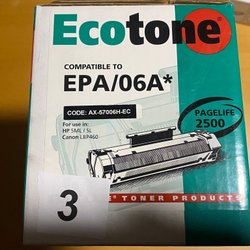 Ecotone®
COMPATIBLE TO
EPA/06A*
CODE: AX-57006H-EC
For use in:
HP 5ML / 5L
Canon LBP460
PAGELIFE
2500
3
TONER PRODUCTS